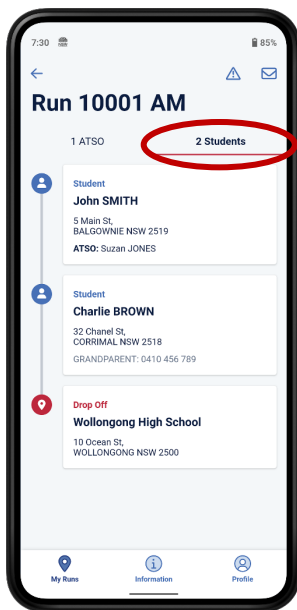 7:30
85%
Run 10001 AM
1 ATSO
2 Students
Student
John SMITH
5 Main St,
BALGOWNIE NSW 2519
ATSO: Suzan JONES
Student
Charlie BROWN
32 Chanel St,
CORRIMAL NSW 2518
GRANDPARENT: 0410 456 789
Drop Off
Wollongong High School
10 Ocean St,
WOLLONGONG NSW 2500
My Runs
Information
Profile